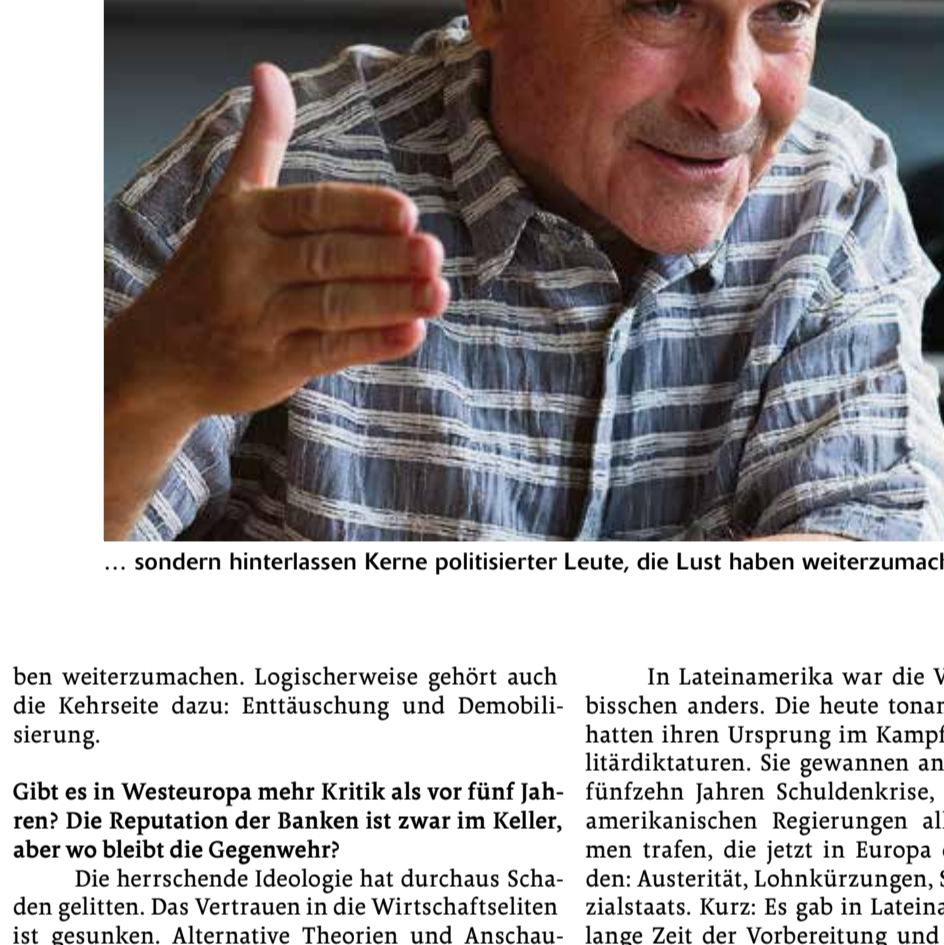 … sondern hinterlassen Kerne politisierter Leute, die Lust haben
ben weiterzumachen. Logischerweise gehört auch
die Kehrseite dazu: Enttäuschung und Demobili-
sierung.
Gibt es in Westeuropa mehr Kritik als vor fünf Jah-
ren? Die Reputation der Banken ist zwar im Keller,
aber wo bleibt die Gegenwehr?
Die herrschende Ideologie hat durchaus Scha-
den gelitten. Das Vertrauen in die Wirtschaftseliten
ist gesunken. Alternative Theorien und Anschau-
In Lateinamerika war die
bisschen anders. Die heute
hatten ihren Ursprung im Kampf
litärdiktaturen. Sie gewannen an
fünfzehn Jahren Schuldenkrise,
amerikanischen Regierungen
men trafen, die jetzt in Europa
den: Austerität, Lohnkürzungen,
zialstaats. Kurz: Es gab in
lange Zeit der Vorbereitung und